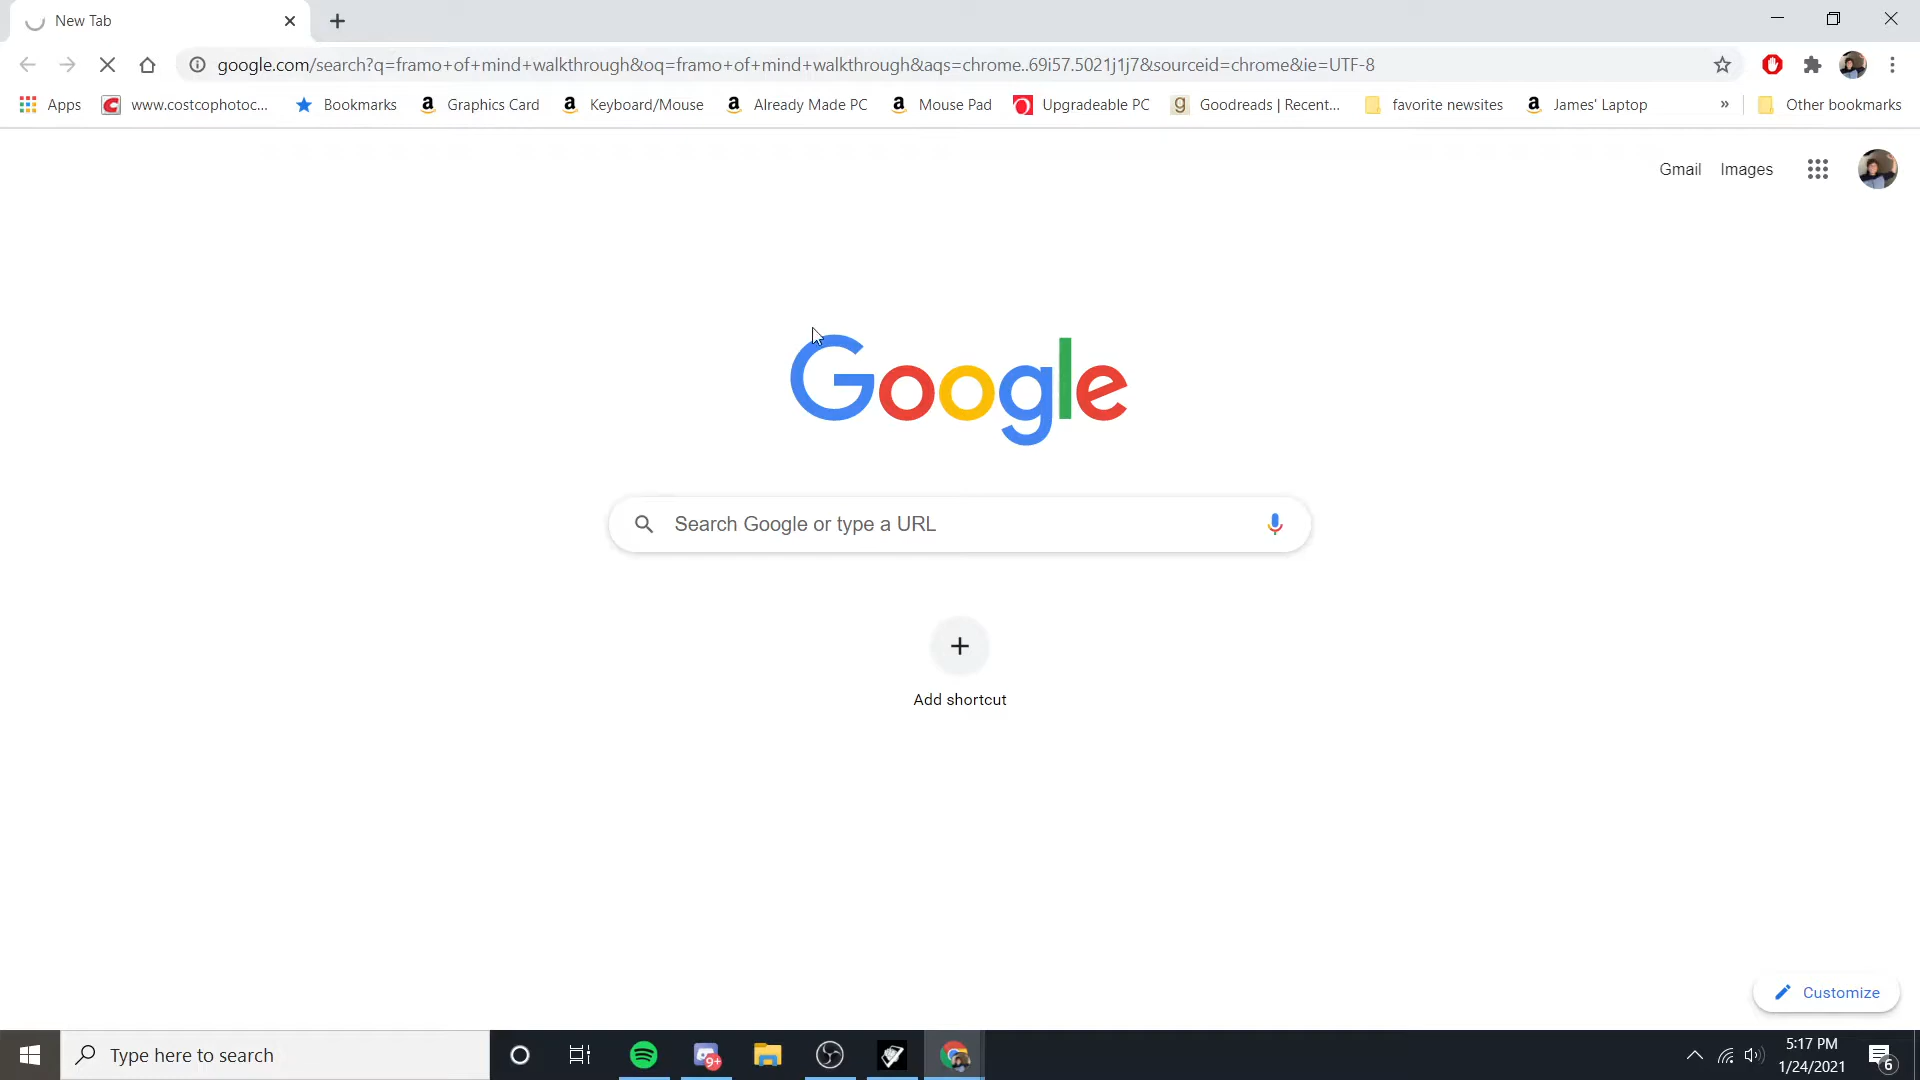 New Tab
google.com/search?q=framo+of+mind+walkthrough&oq=framo+of+mind+walkthrough&aqs=chrome..69i57.5021j1j7&sourceid=chrome&ie=UTF-8
Apps www.costcophotoc... Bookmarks Graphics Card Keyboard/Mouse Already Made PC Mouse Pad Upgradeable PC Goodreads | Recent... favorite newsites James' Laptop » Other bookmarks
Gmail Images
Google
Search Google or type a URL
Add shortcut
Customize
Type here to search
9+
5:17 PM
1/24/2021
6